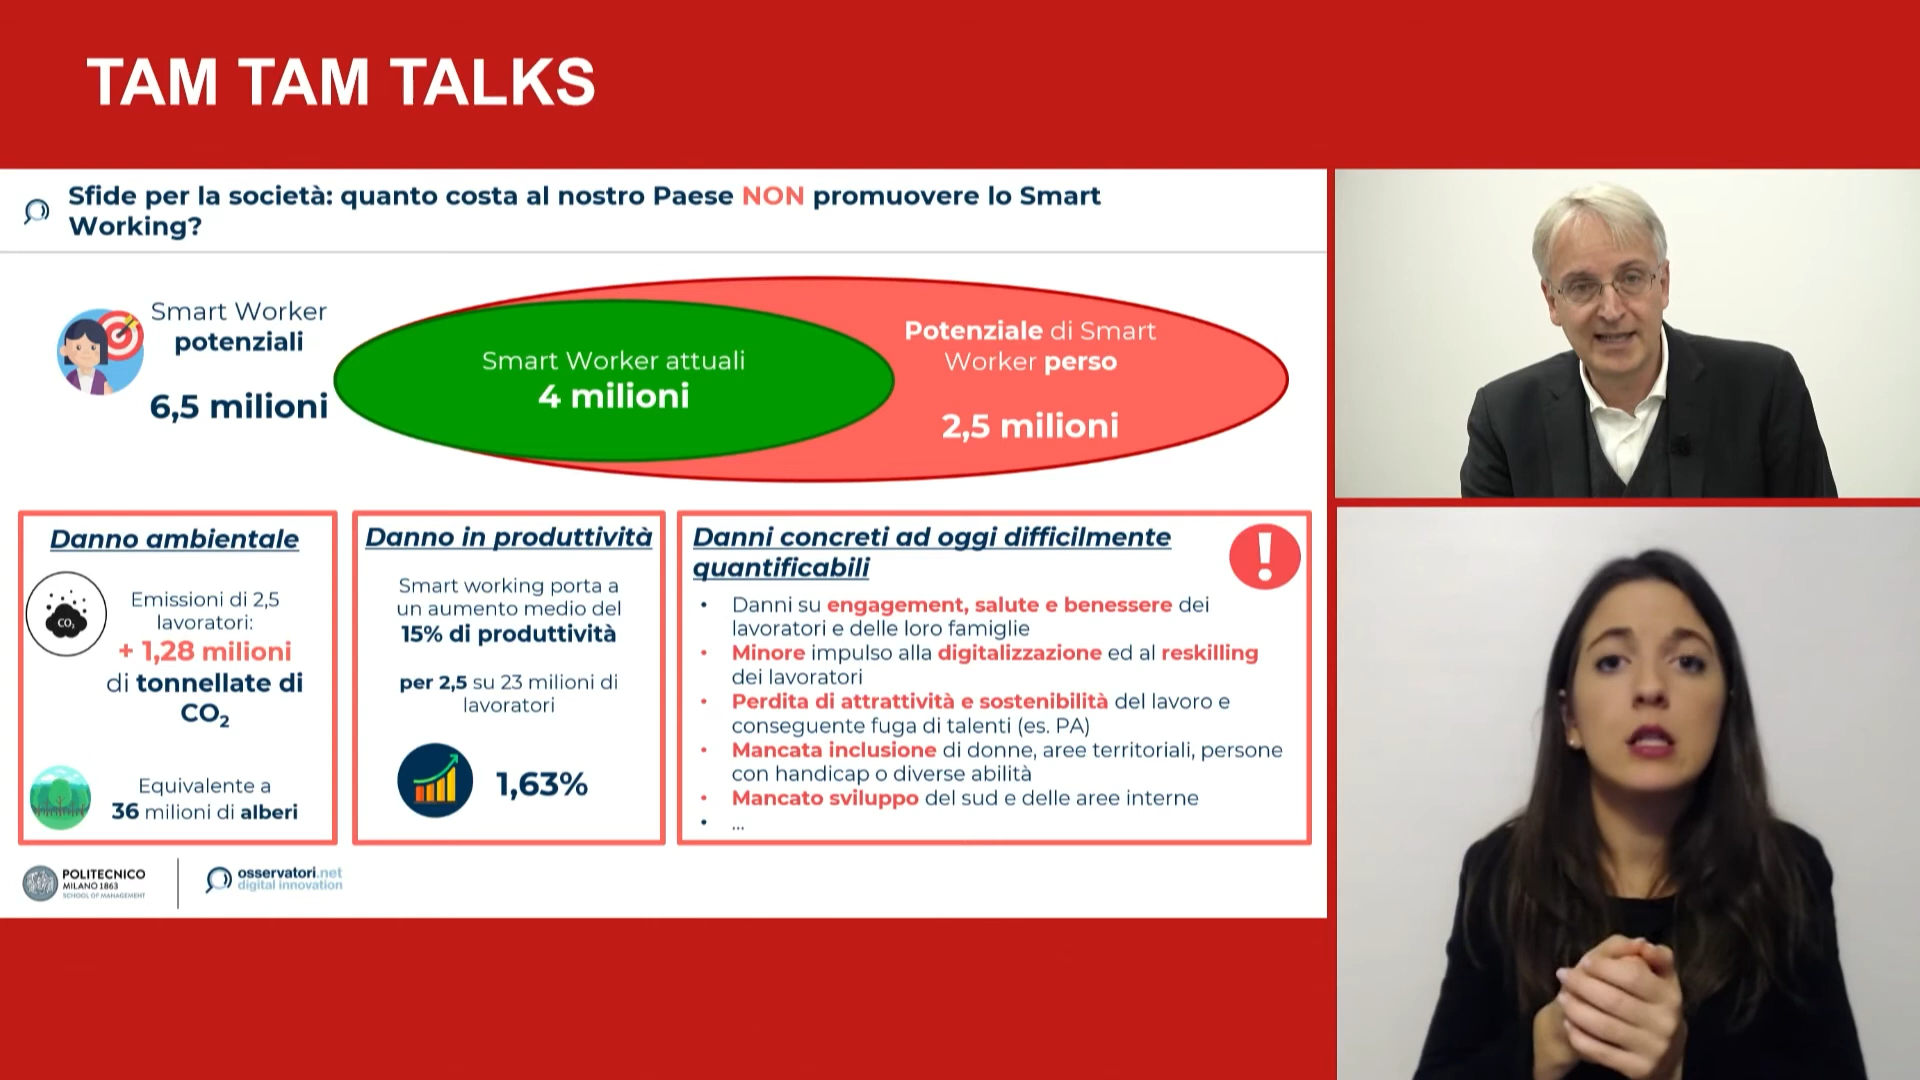 TAM TAM TALKS
Sfide per la società: quanto costa al nostro Paese NON promuovere lo Smart
Working?
Smart Worker
potenziali
6,5 milioni
Smart Worker attuali
4 milioni
Potenziale di Smart
Worker perso
2,5 milioni
Danno ambientale
CO2
Emissioni di 2,5
lavoratori:
+ 1,28 milioni
di tonnellate di
CO2
Equivalente a
36 milioni di alberi
Danno in produttività
Smart working porta a
un aumento medio del
15% di produttività
per 2,5 su 23 milioni di
lavoratori
1,63%
Danni concreti ad oggi difficilmente
quantificabili
!
• Danni su engagement, salute e benessere dei
lavoratori e delle loro famiglie
• Minore impulso alla digitalizzazione ed al reskilling
dei lavoratori
• Perdita di attrattività e sostenibilità del lavoro e
conseguente fuga di talenti (es. PA)
• Mancata inclusione di donne, aree territoriali, persone
con handicap o diverse abilità
• Mancato sviluppo del sud e delle aree interne
• ...
POLITECNICO
MILANO 1863
SCHOOL OF MANAGEMENT
osservatori.net
digital innovation